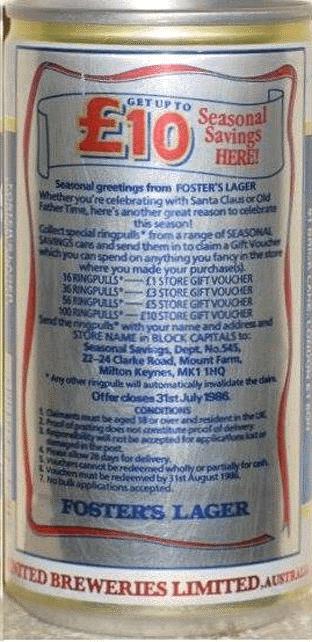 GET UP TO
£10
Seasonal
Savings
HERE!
Seasonal greetings from FOSTER'S LAGER
Whether you're celebrating with Santa Claus or Old
Father Time, here's another great reason to celebrate
this season!
Collect special ringpulls* from a range of SEASONAL
SAVINGS cans and send them in to claim a Gift Voucher
which you can spend on anything you fancy in the store
where you made your purchase(s).
16 RINGPULLS* — £1 STORE GIFT VOUCHER
36 RINGPULLS* — £3 STORE GIFT VOUCHER
56 RINGPULLS* — £5 STORE GIFT VOUCHER
100 RINGPULLS* — £10 STORE GIFT VOUCHER
Send the ringpulls* with your name and address and
STORE NAME in BLOCK CAPITALS to:
Seasonal Savings, Dept. No. 545,
22-24 Clarke Road, Mount Farm,
Milton Keynes, MK1 1HQ
* Any other ringpulls will automatically invalidate the claim.
Offer closes 31st July 1986.
CONDITIONS
1. Claimants must be aged 18 or over and resident in the UK.
2. Proof of posting does not constitute proof of delivery.
3. Responsibility will not be accepted for applications lost or
damaged in the post.
4. Please allow 28 days for delivery.
5. Vouchers cannot be redeemed wholly or partially for cash.
6. Vouchers must be redeemed by 31st August 1986.
7. No bulk applications accepted.
FOSTER'S LAGER
ITED BREWERIES LIMITED, AUSTRALIA